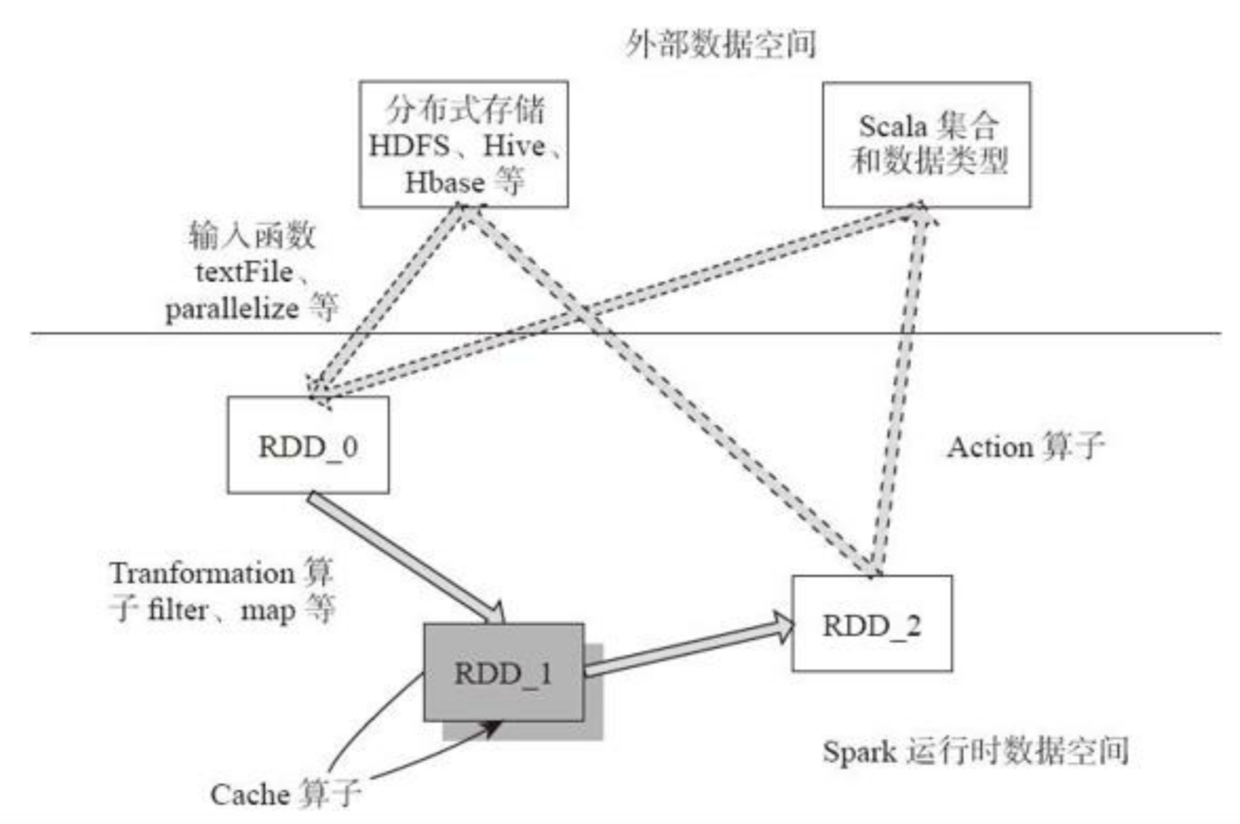 外部数据空间
分布式存储
HDFS、Hive、
Hbase 等
Scala 集合
和数据类型
输入函数
textFile、
parallelize 等
RDD_0
Action 算子
Tranformation 算
子 filter、map 等
RDD_1
RDD_2
Spark 运行时数据空间
Cache 算子